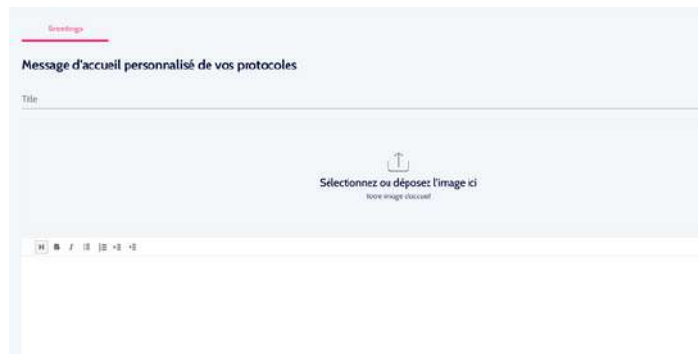 Greetings
Message d'accueil personnalisé de vos protocoles
Title
Sélectionnez ou déposez l'image ici
Votre image d'accueil
H B I